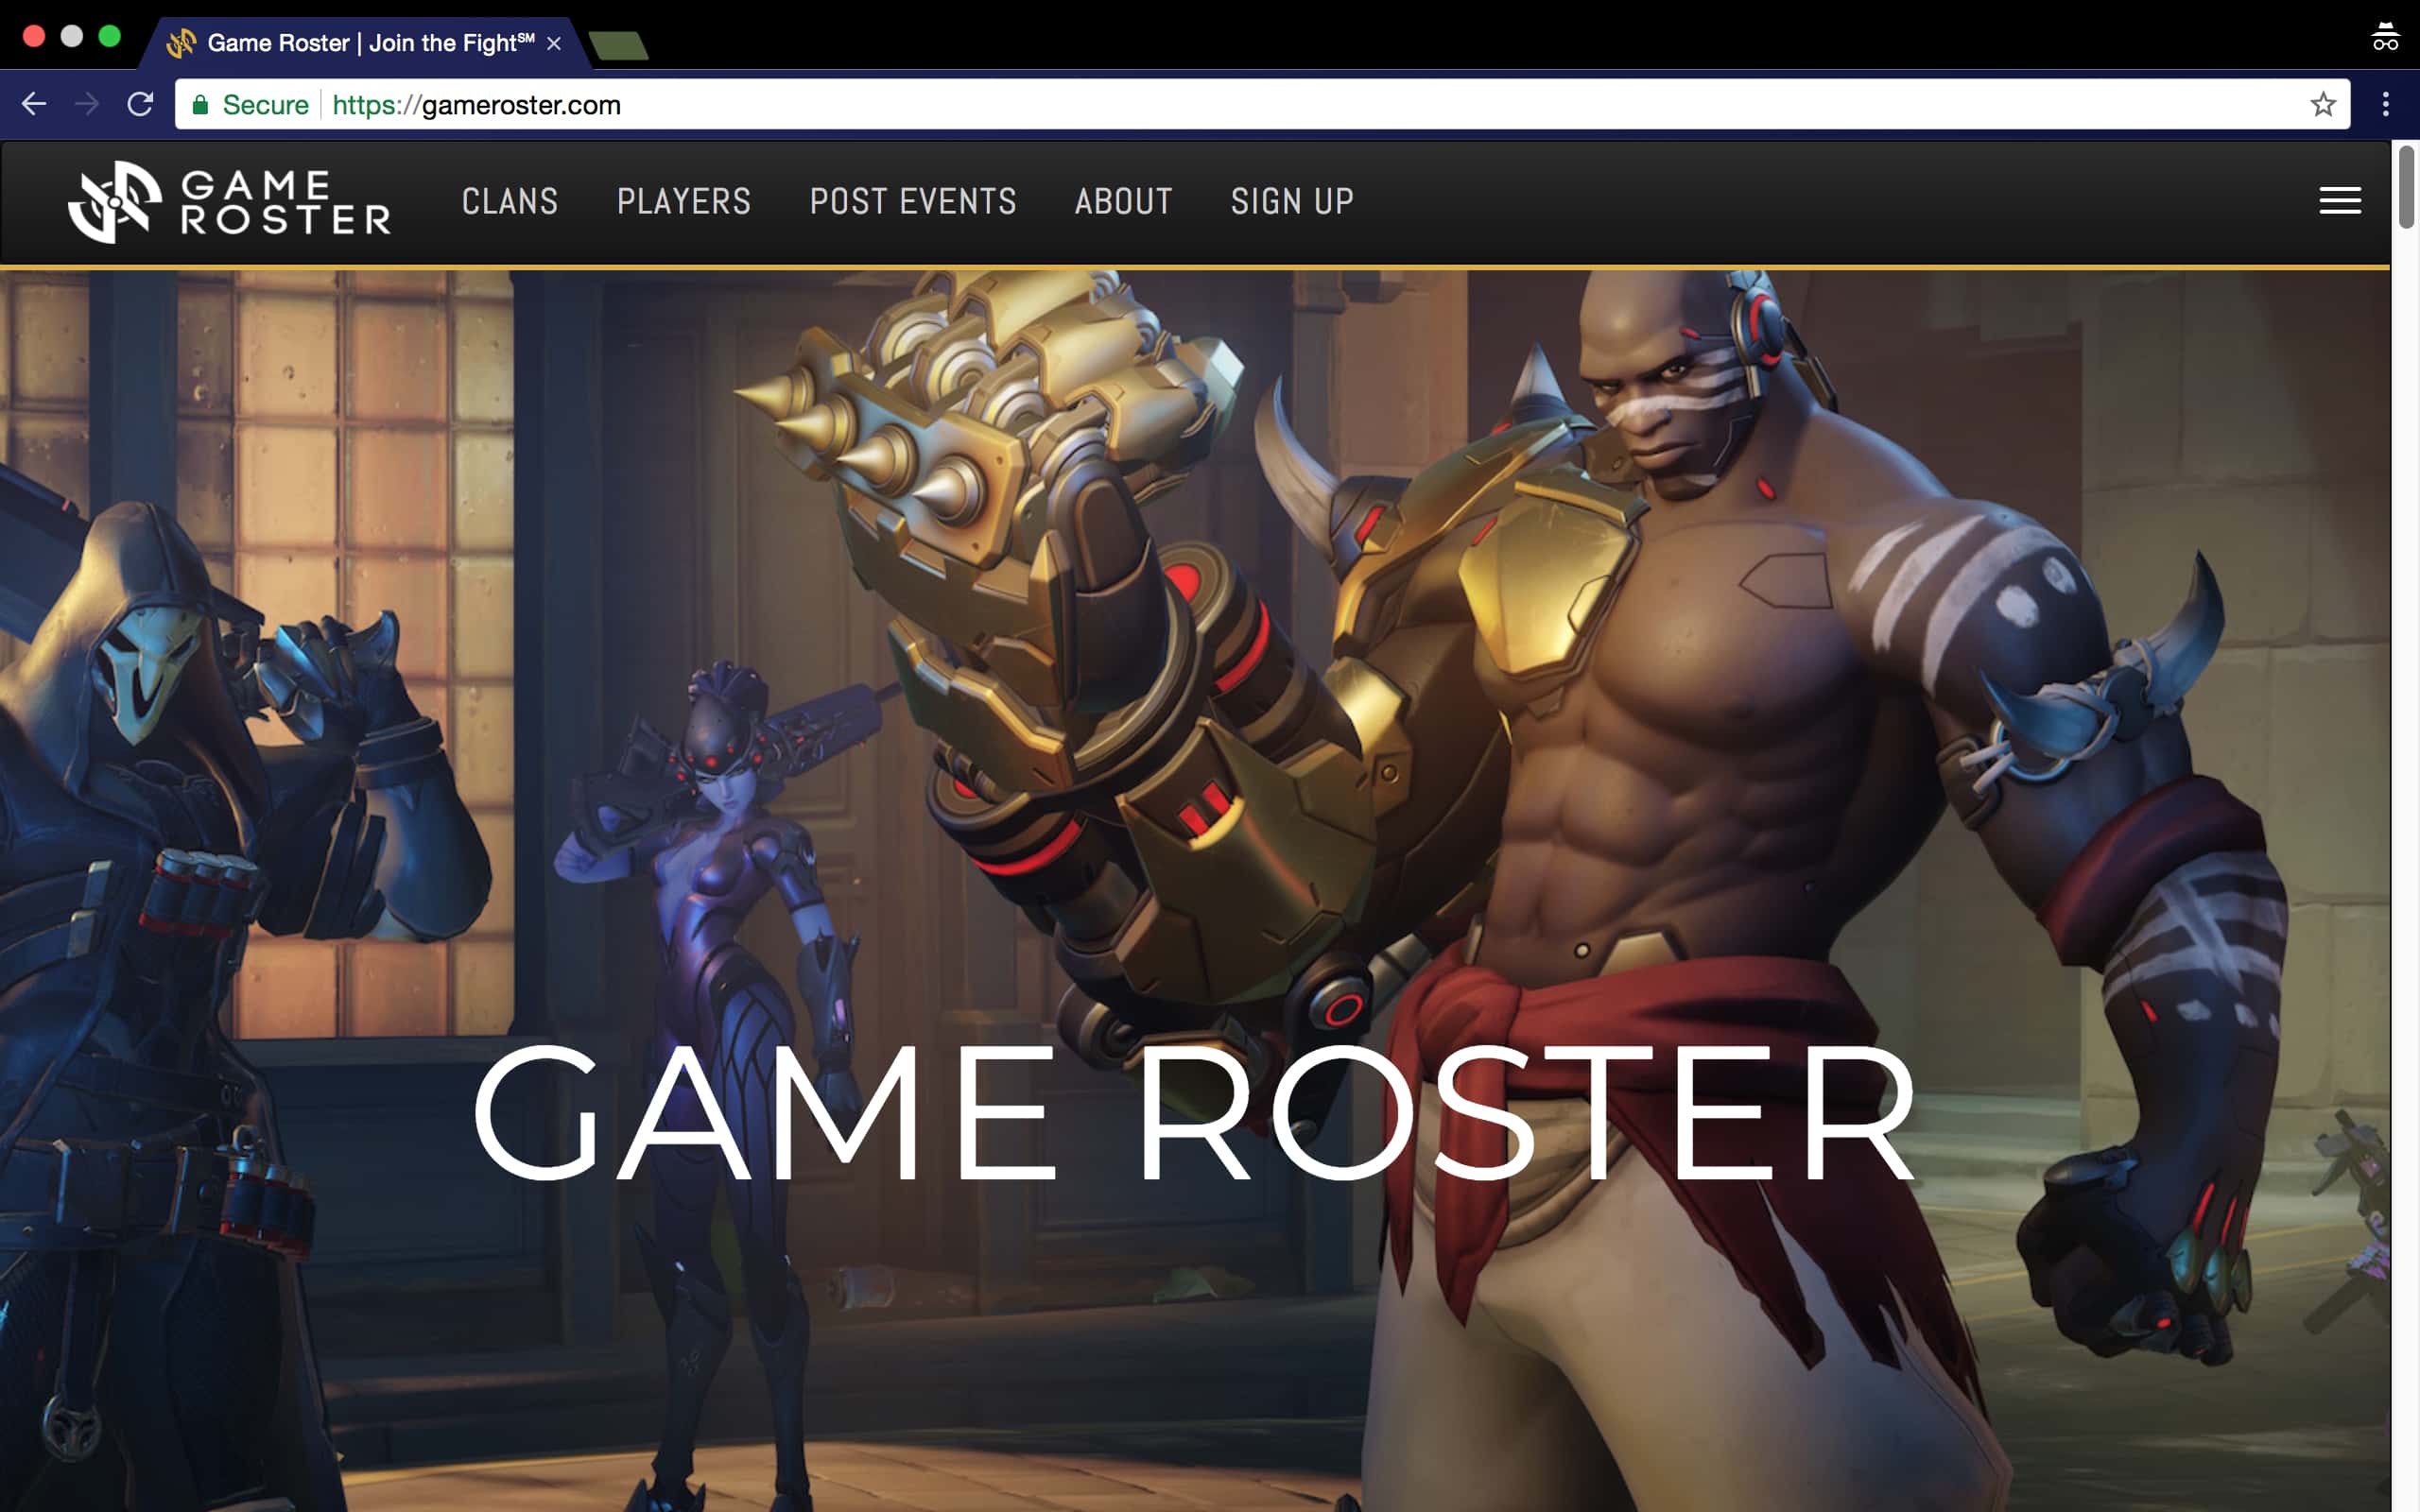 Game Roster | Join the Fight℠
Secure https://gameroster.com
GAME ROSTER
CLANS PLAYERS POST EVENTS ABOUT SIGN UP
GAME ROSTER